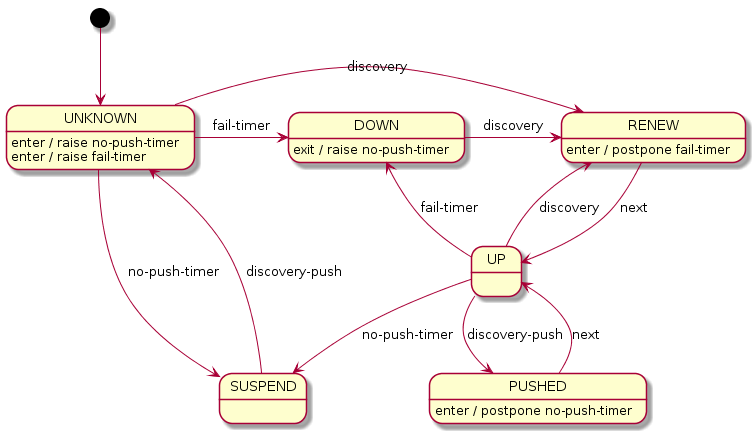 discovery
UNKNOWN
enter / raise no-push-timer
enter / raise fail-timer
fail-timer
DOWN
exit / raise no-push-timer
discovery
RENEW
enter / postpone fail-timer
fail-timer
discovery
next
UP
no-push-timer
discovery-push
no-push-timer
discovery-push
next
SUSPEND
PUSHED
enter / postpone no-push-timer